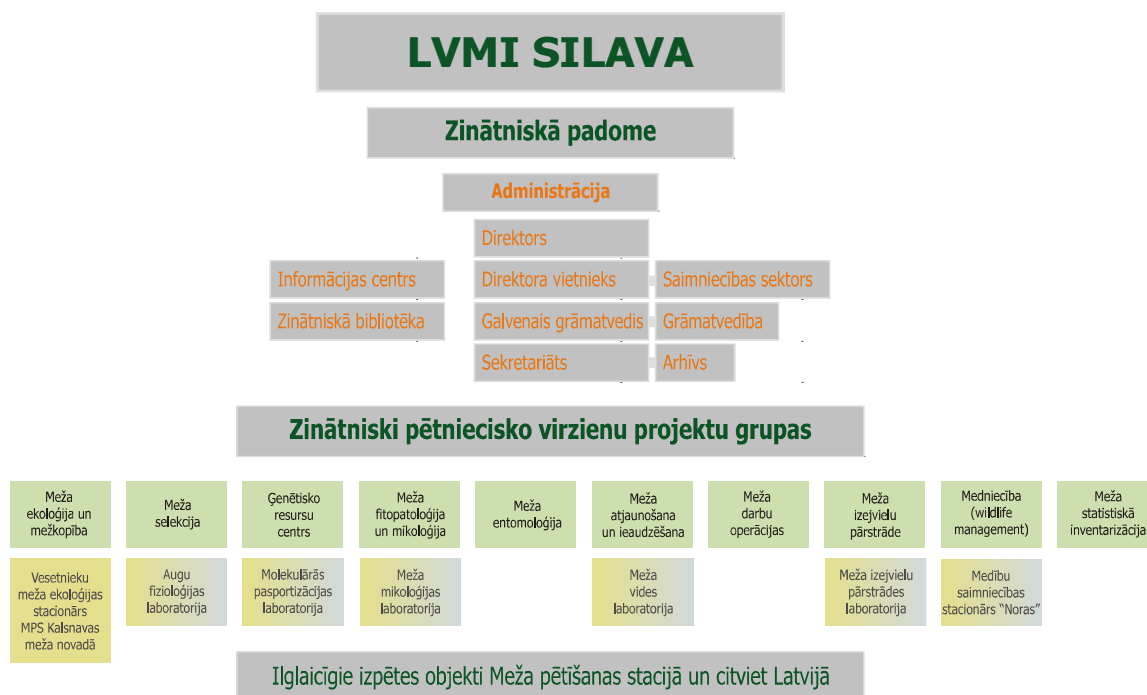 LVMI SILAVA
Zinātniskā padome
Administrācija
Direktors
Informācijas centrs
Direktora vietnieks
Saimniecības sektors
Zinātniskā bibliotēka
Galvenais grāmatvedis
Grāmatvedība
Sekretariāts
Arhīvs
Zinātniski pētniecisko virzienu projektu grupas
Meža
ekoloģija un
mežkopība
Meža
selekcija
Ģenētisko
resursu
centrs
Meža
fitopatoloģija
un mikoloģija
Meža
entomoloģija
Meža
atjaunošana
un ieaudzēšana
Meža
darbu
operācijas
Meža
izejvielu
pārstrāde
Medniecība
(wildlife
management)
Meža
statistiskā
inventarizācija
Vesetnieku
meža ekoloģijas
stacionārs
MPS Kalsnavas
meža novadā
Augu
fizioloģijas
laboratorija
Molekulārās
pasportizācijas
laboratorija
Meža
mikoloģijas
laboratorija
Meža
vides
laboratorija
Meža izejvielu
pārstrādes
laboratorija
Medību
saimniecības
stacionārs “Noras”
Ilglaicīgie izpētes objekti Meža pētīšanas stacijā un citviet Latvijā